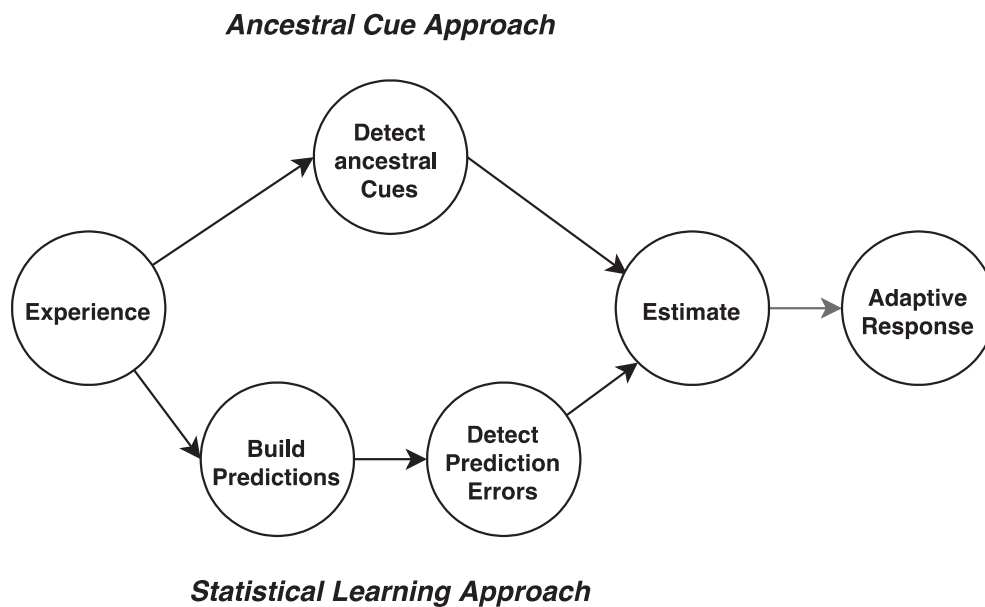 Ancestral Cue Approach
Detect
ancestral
Cues
Experience
Estimate
Adaptive
Response
Build
Predictions
Detect
Prediction
Errors
Statistical Learning Approach